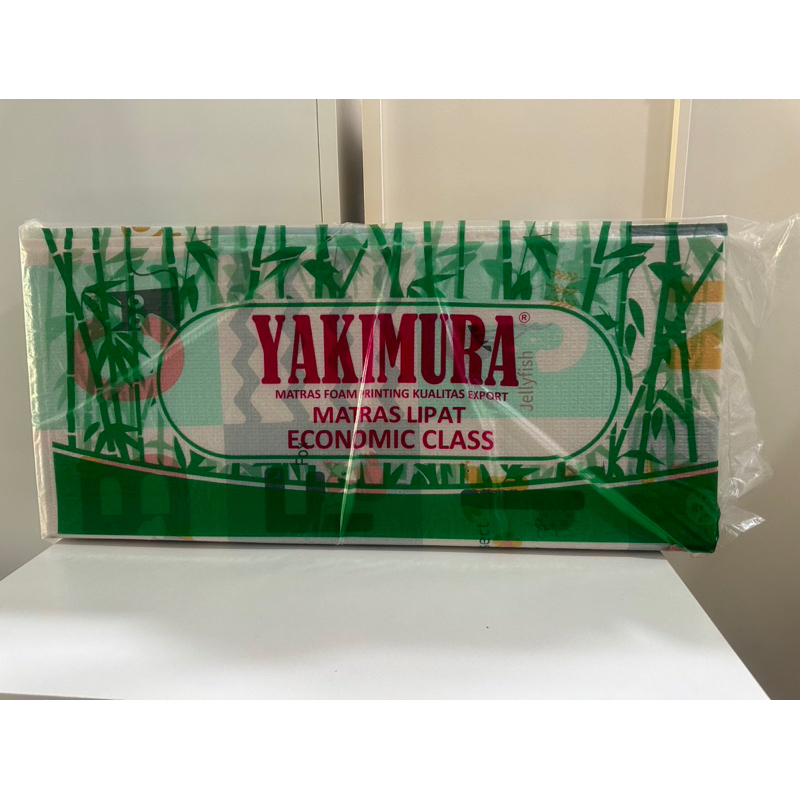 YAKIMURA®
MATRAS FOAM PRINTING KUALITAS EXPORT
MATRAS LIPAT
ECONOMIC CLASS
Jellyfish